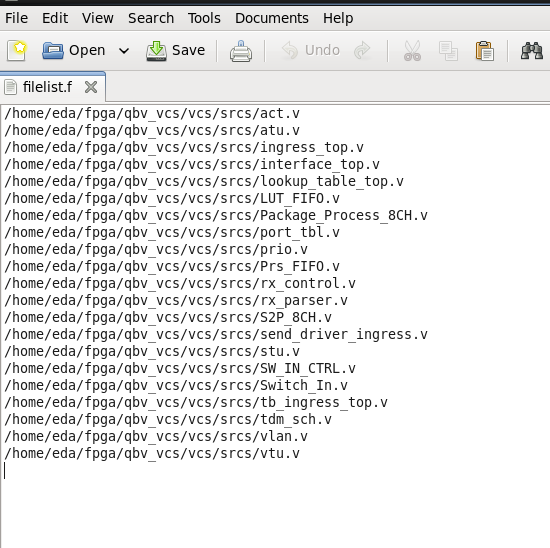 File Edit View Search Tools Documents Help
Open Save Undo
filelist.f
/home/eda/fpga/qbv_vcs/vcs/srcs/act.v
/home/eda/fpga/qbv_vcs/vcs/srcs/atu.v
/home/eda/fpga/qbv_vcs/vcs/srcs/ingress_top.v
/home/eda/fpga/qbv_vcs/vcs/srcs/interface_top.v
/home/eda/fpga/qbv_vcs/vcs/srcs/lookup_table_top.v
/home/eda/fpga/qbv_vcs/vcs/srcs/LUT_FIFO.v
/home/eda/fpga/qbv_vcs/vcs/srcs/Package_Process_8CH.v
/home/eda/fpga/qbv_vcs/vcs/srcs/port_tbl.v
/home/eda/fpga/qbv_vcs/vcs/srcs/prio.v
/home/eda/fpga/qbv_vcs/vcs/srcs/Prs_FIFO.v
/home/eda/fpga/qbv_vcs/vcs/srcs/rx_control.v
/home/eda/fpga/qbv_vcs/vcs/srcs/rx_parser.v
/home/eda/fpga/qbv_vcs/vcs/srcs/S2P_8CH.v
/home/eda/fpga/qbv_vcs/vcs/srcs/send_driver_ingress.v
/home/eda/fpga/qbv_vcs/vcs/srcs/stu.v
/home/eda/fpga/qbv_vcs/vcs/srcs/SW_IN_CTRL.v
/home/eda/fpga/qbv_vcs/vcs/srcs/Switch_In.v
/home/eda/fpga/qbv_vcs/vcs/srcs/tb_ingress_top.v
/home/eda/fpga/qbv_vcs/vcs/srcs/tdm_sch.v
/home/eda/fpga/qbv_vcs/vcs/srcs/vlan.v
/home/eda/fpga/qbv_vcs/vcs/srcs/vtu.v